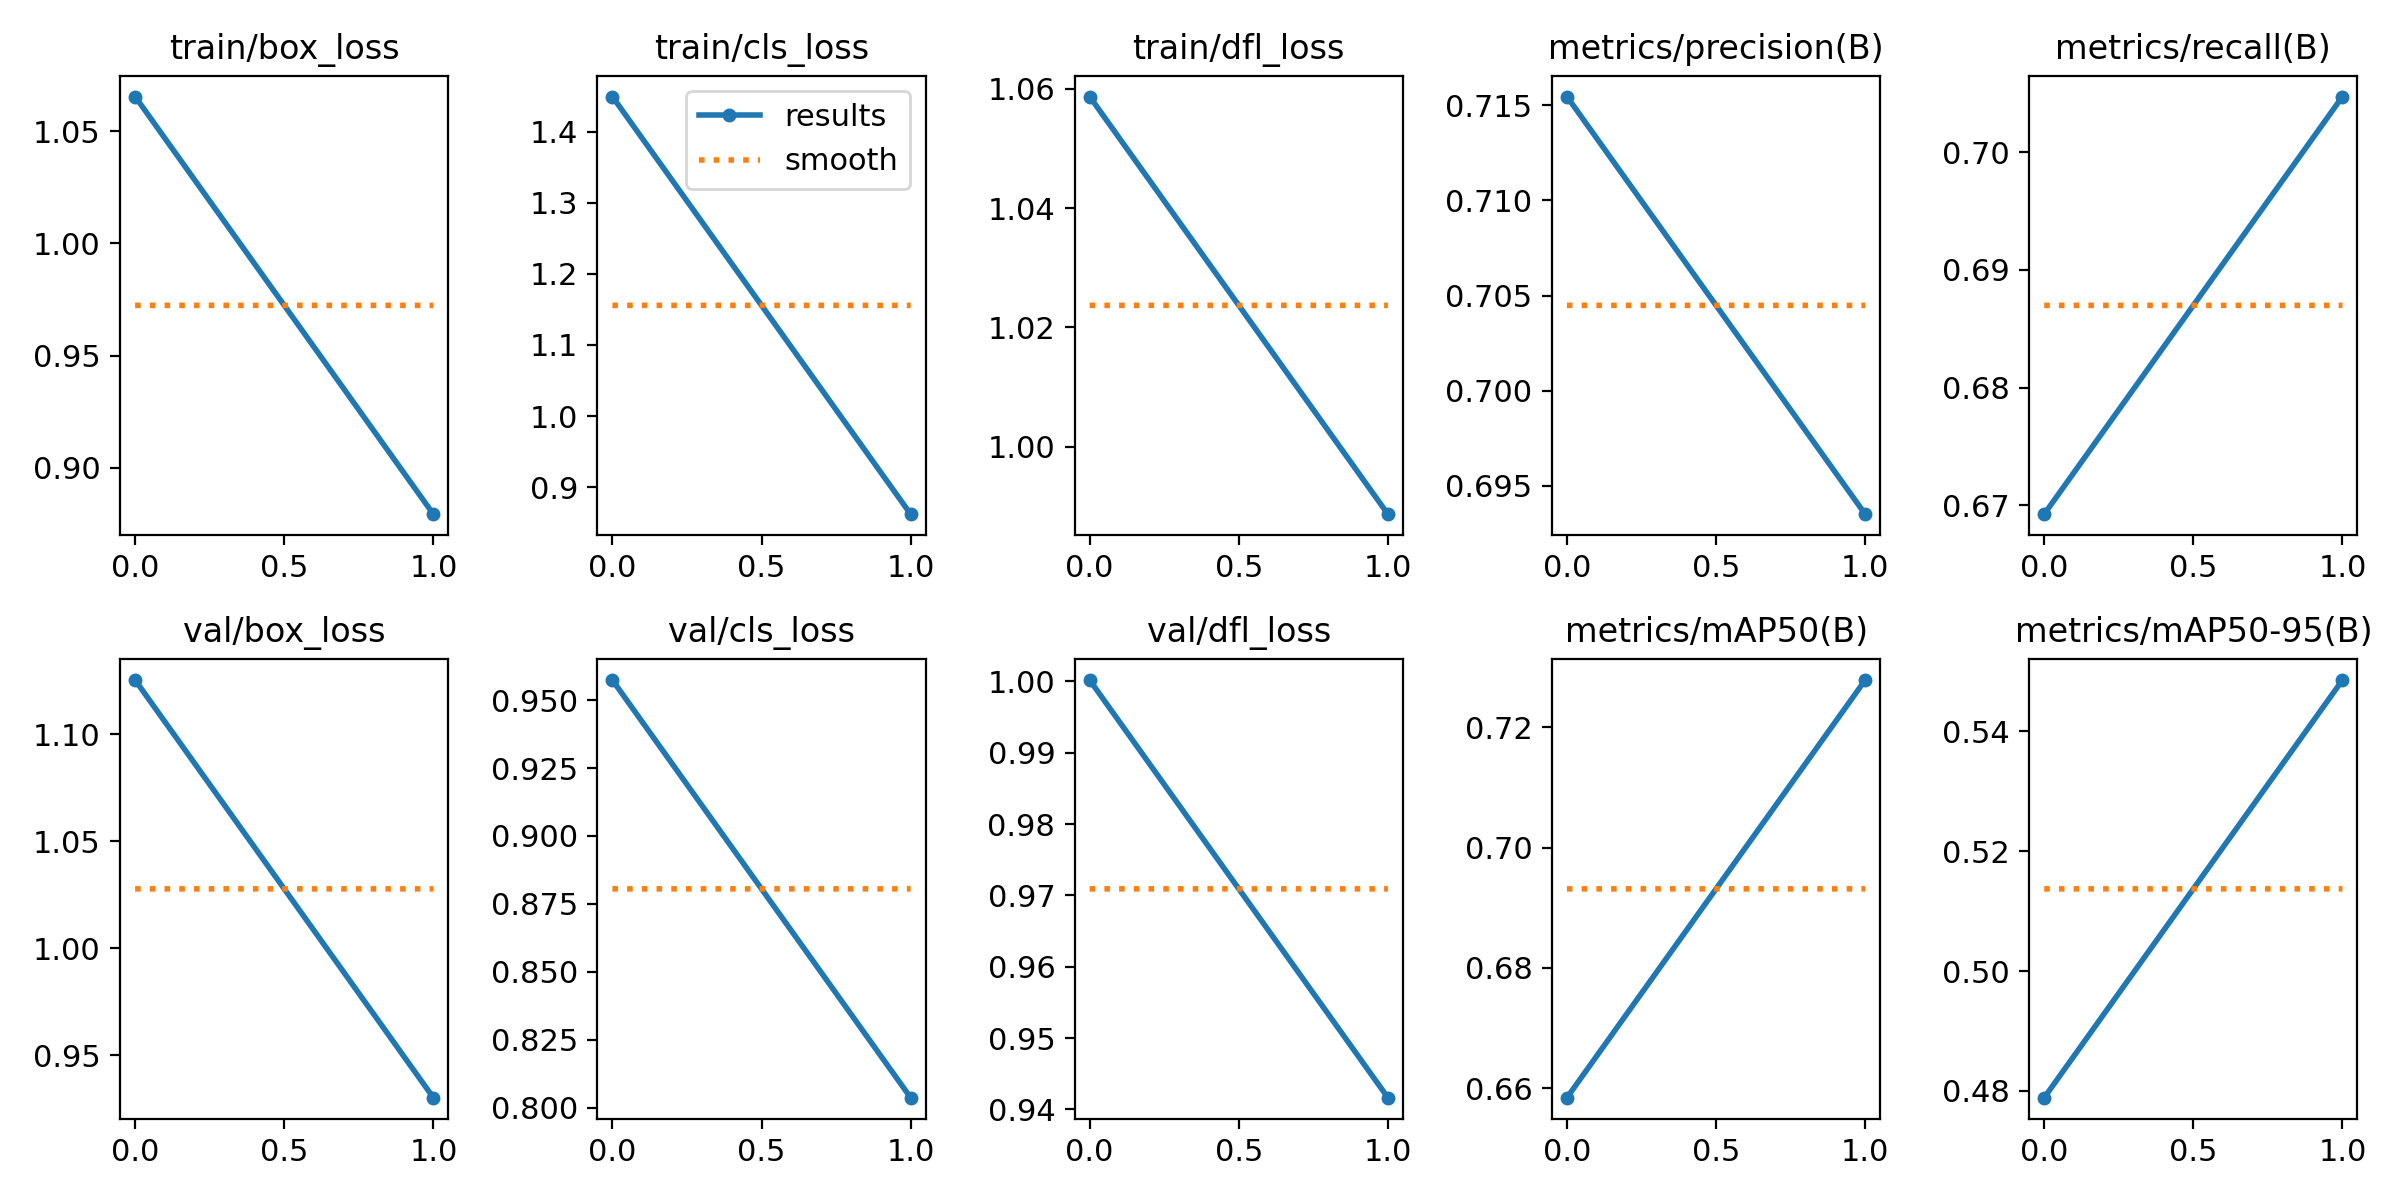 train/box_loss
1.05
1.00
0.95
0.90
0.0 0.5 1.0
train/cls_loss
results
smooth
1.4
1.3
1.2
1.1
1.0
0.9
0.0 0.5 1.0
train/dfl_loss
1.06
1.04
1.02
1.00
0.0 0.5 1.0
metrics/precision(B)
0.715
0.710
0.705
0.700
0.695
0.0 0.5 1.0
metrics/recall(B)
0.70
0.69
0.68
0.67
0.0 0.5 1.0
val/box_loss
1.10
1.05
1.00
0.95
0.0 0.5 1.0
val/cls_loss
0.950
0.925
0.900
0.875
0.850
0.825
0.800
0.0 0.5 1.0
val/dfl_loss
1.00
0.99
0.98
0.97
0.96
0.95
0.94
0.0 0.5 1.0
metrics/mAP50(B)
0.72
0.70
0.68
0.66
0.0 0.5 1.0
metrics/mAP50-95(B)
0.54
0.52
0.50
0.48
0.0 0.5 1.0